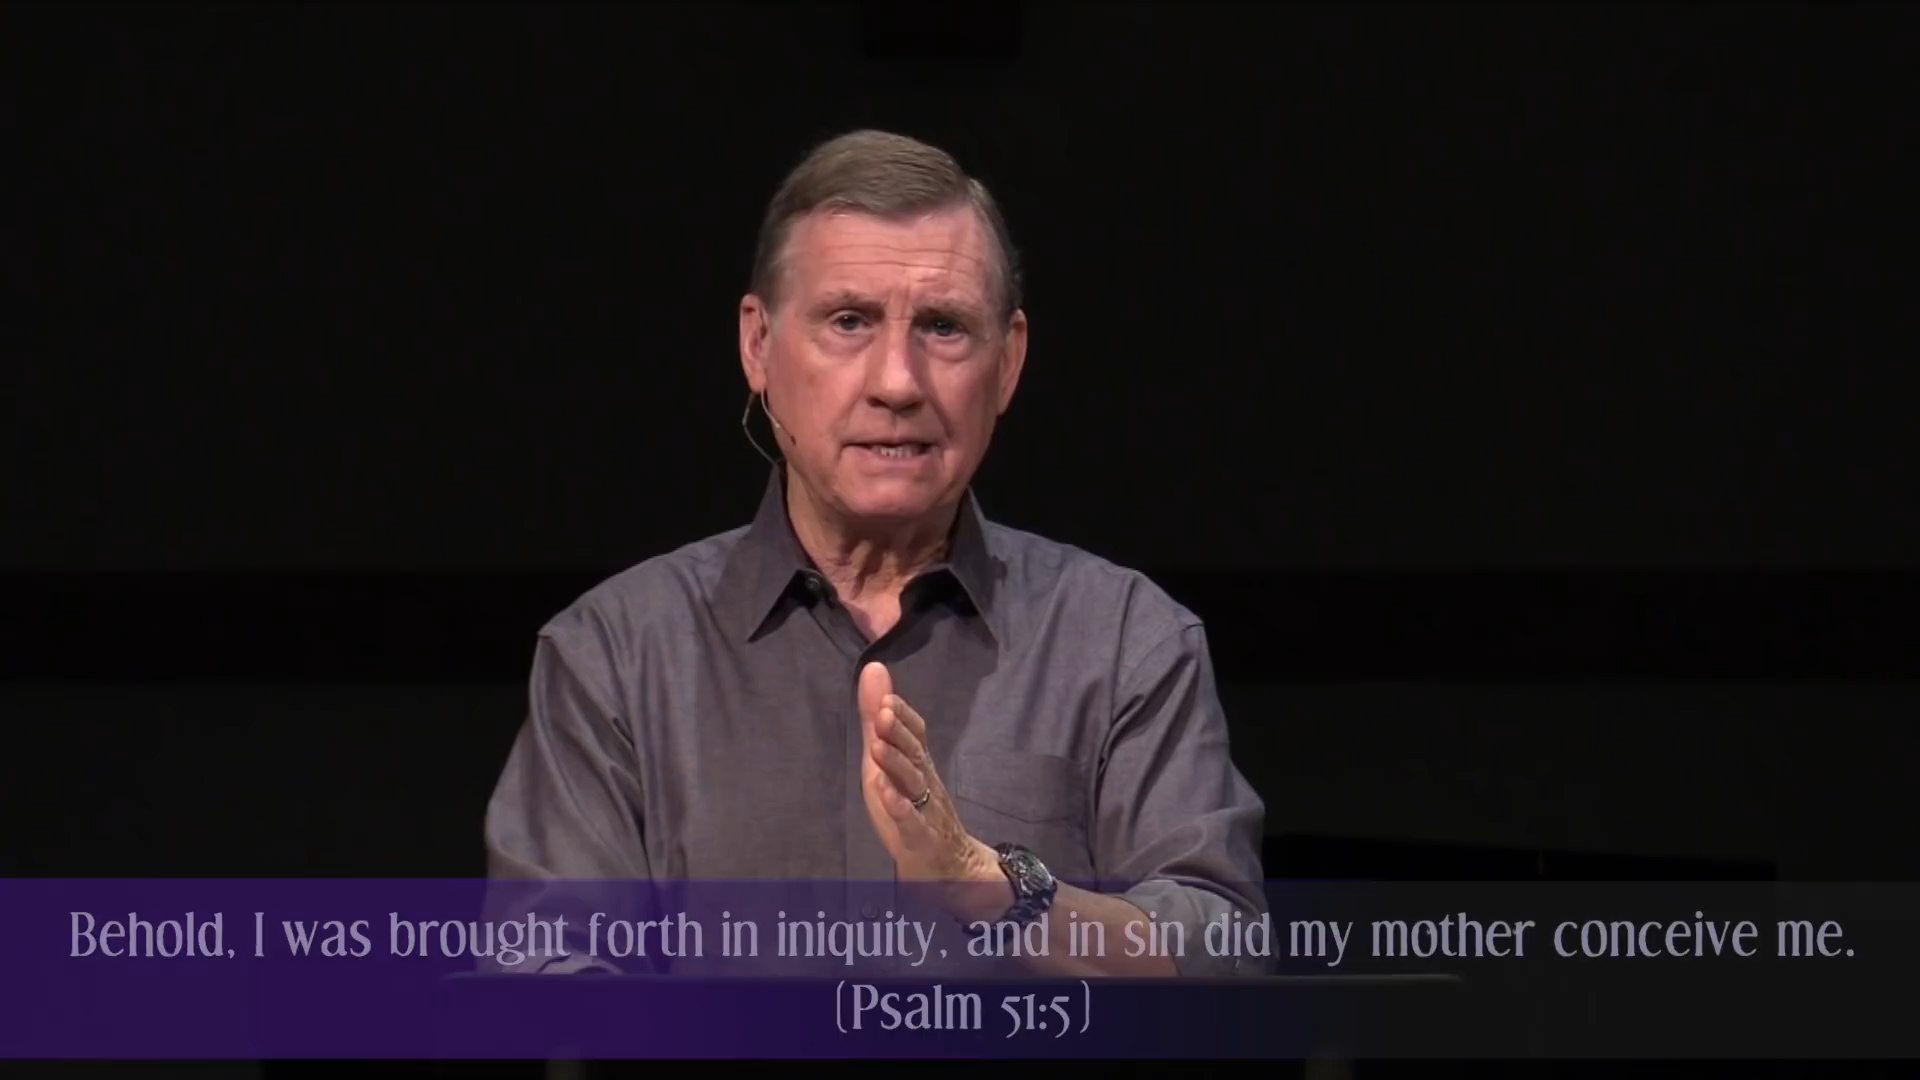 Behold, I was brought forth in iniquity, and in sin did my mother conceive me.
(Psalm 51:5)